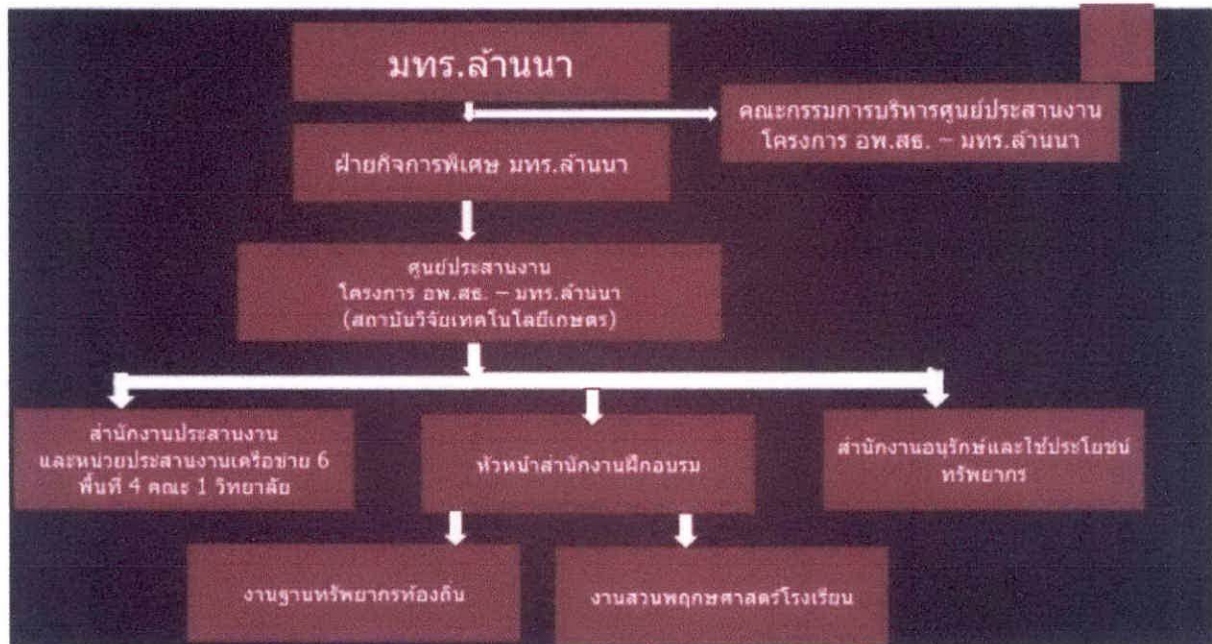 มทร.ล้านนา
คณะกรรมการบริหารศูนย์ประสานงาน
โครงการ อพ.สธ. – มทร.ล้านนา
ฝ่ายกิจการพิเศษ มทร.ล้านนา
ศูนย์ประสานงาน
โครงการ อพ.สธ. – มทร.ล้านนา
(สถาบันวิจัยเทคโนโลยีเกษตร)
สำนักงานประสานงาน
และหน่วยประสานงานเครือข่าย 6
พื้นที่ 4 คณะ 1 วิทยาลัย
หัวหน้าสำนักงานฝึกอบรม
สำนักงานอนุรักษ์และใช้ประโยชน์
ทรัพยากร
งานฐานทรัพยากรท้องถิ่น
งานสวนพฤกษศาสตร์โรงเรียน